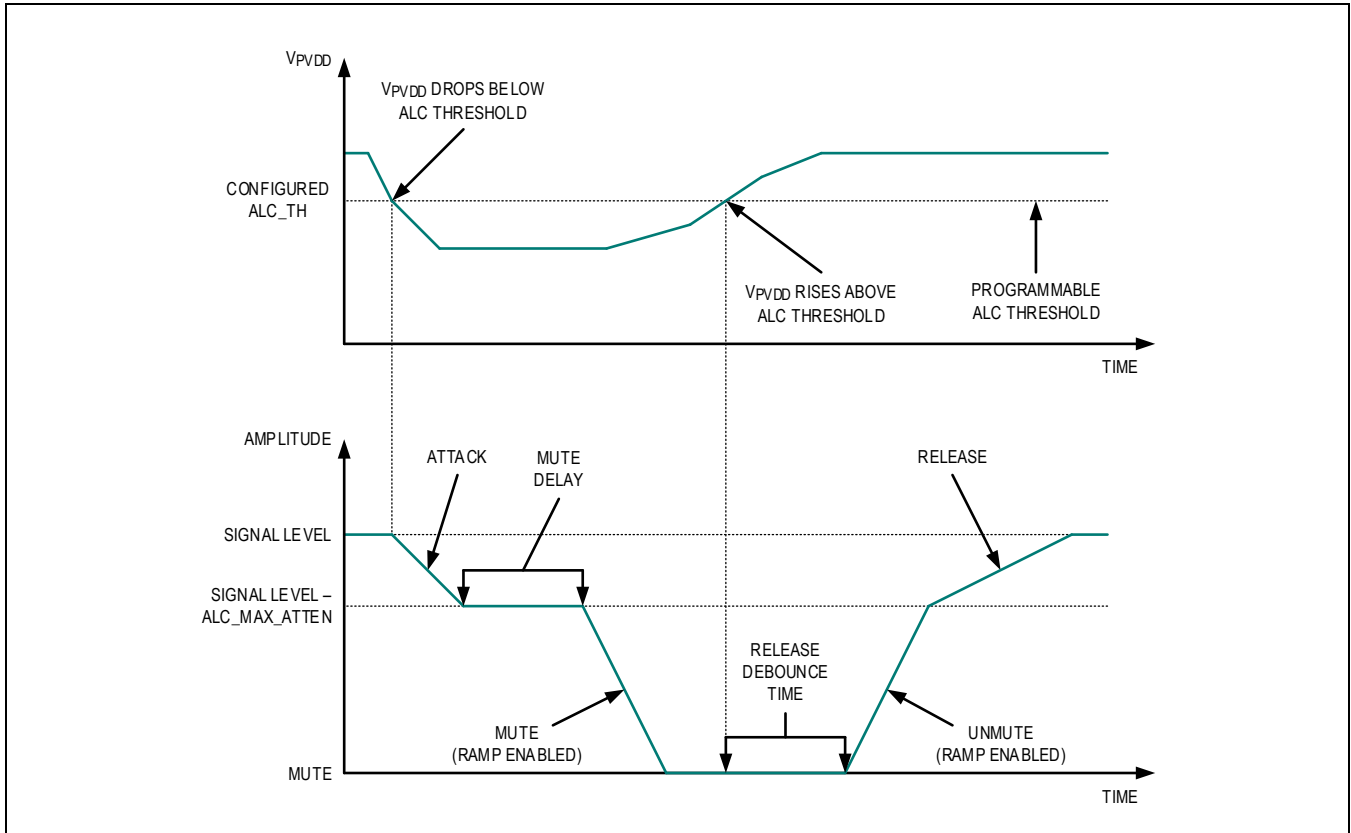 VPVDD
VPVDD DROPS BELOW
ALC THRESHOLD
CONFIGURED
ALC_TH
VPVDD RISES ABOVE
ALC THRESHOLD
PROGRAMMABLE
ALC THRESHOLD
TIME
AMPLITUDE
ATTACK
MUTE
DELAY
RELEASE
SIGNAL LEVEL
SIGNAL LEVEL –
ALC_MAX_ATTEN
RELEASE
DEBOUNCE
TIME
MUTE
(RAMP ENABLED)
UNMUTE
(RAMP ENABLED)
MUTE
TIME